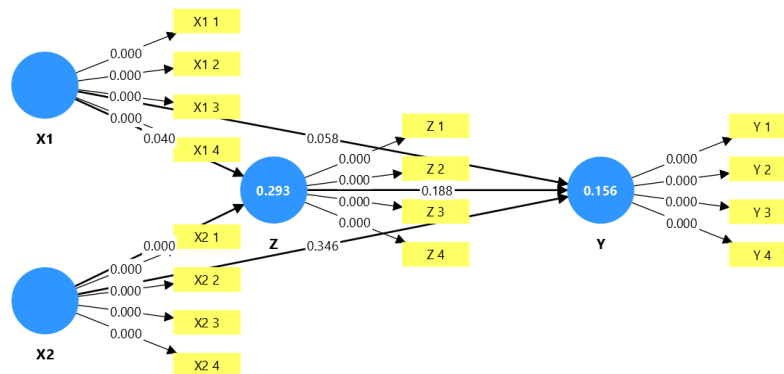 X1 1
0.000
X1 2
0.000
0.000
X1 3
0.000
X1
0.040
X1 4
0.058
Z 1
0.000
Z 2
0.000
0.293
0.188
0.000
Z 3
Z
0.000
Z 4
Y 1
0.000
Y 2
0.000
0.156
0.000
Y 3
Y
0.000
Y 4
X2 1
0.000
0.346
0.000
X2 2
0.000
0.000
X2 3
0.000
X2
X2 4